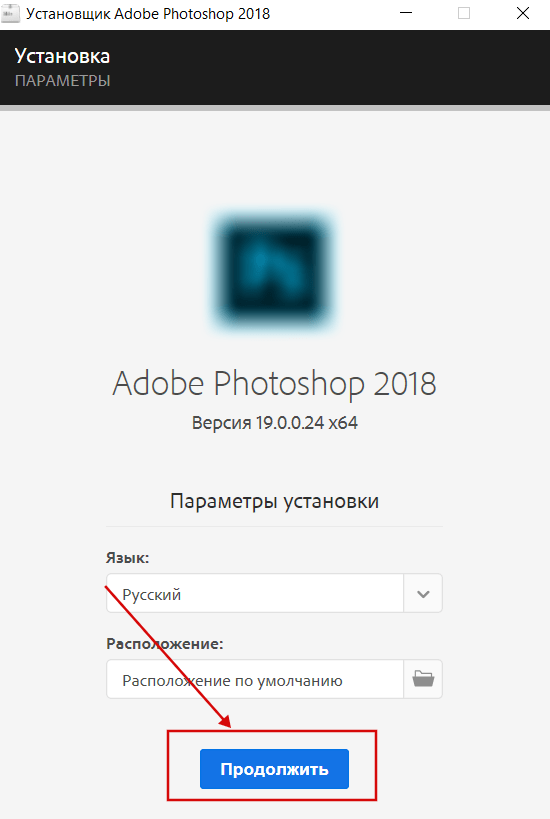 Установщик Adobe Photoshop 2018
Установка
ПАРАМЕТРЫ
Adobe Photoshop 2018
Версия 19.0.0.24 x64
Параметры установки
Язык:
Русский
Расположение:
Расположение по умолчанию
Продолжить